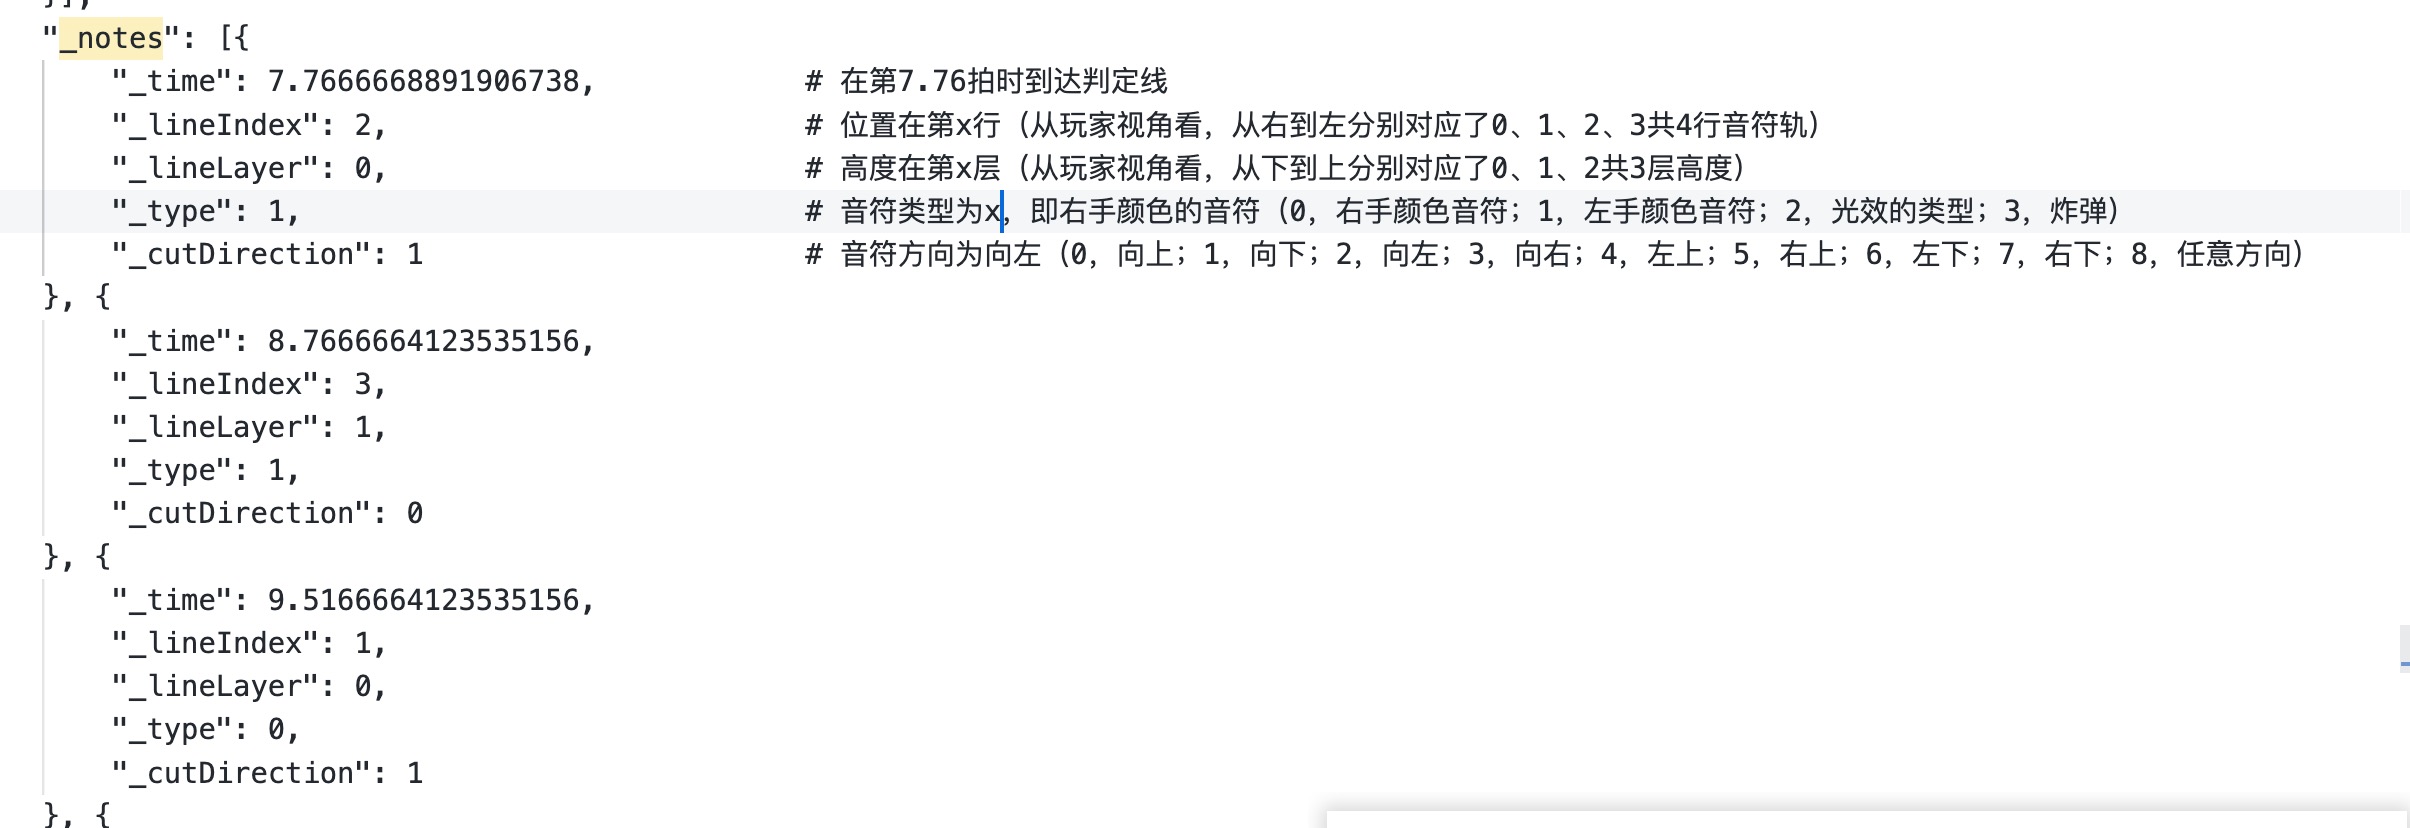 }],
"_notes": [{
"_time": 7.7666668891906738, # 在第7.76拍时到达判定线
"_lineIndex": 2, # 位置在第x行（从玩家视角看，从右到左分别对应了0、1、2、3共4行音符轨）
"_lineLayer": 0, # 高度在第x层（从玩家视角看，从下到上分别对应了0、1、2共3层高度）
"_type": 1, # 音符类型为x，即右手颜色的音符（0，右手颜色音符；1，左手颜色音符；2，光效的类型；3，炸弹）
"_cutDirection": 1 # 音符方向为向左（0，向上；1，向下；2，向左；3，向右；4，左上；5，右上；6，左下；7，右下；8，任意方向）
}, {
"_time": 8.7666664123535156,
"_lineIndex": 3,
"_lineLayer": 1,
"_type": 1,
"_cutDirection": 0
}, {
"_time": 9.5166664123535156,
"_lineIndex": 1,
"_lineLayer": 0,
"_type": 0,
"_cutDirection": 1
}, {